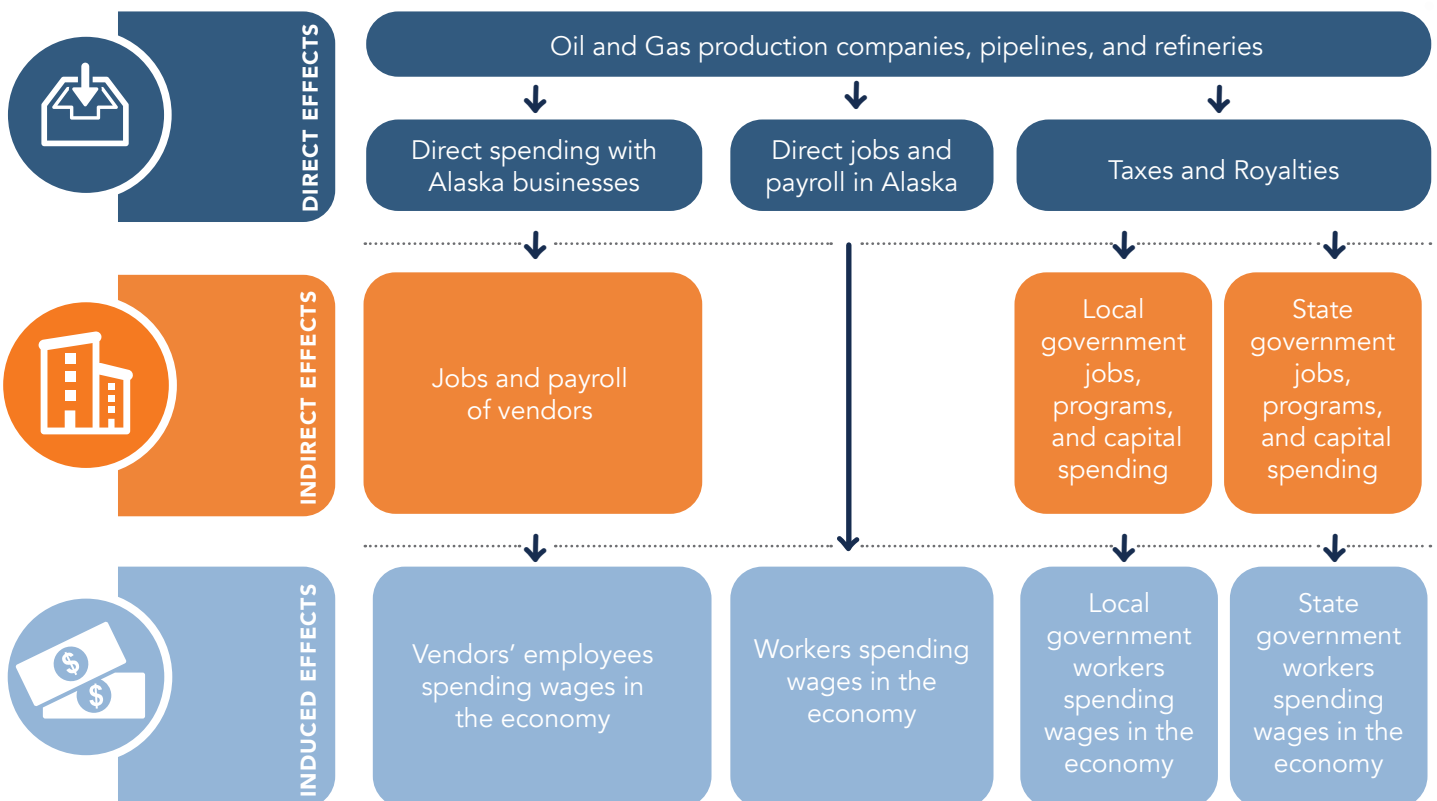 DIRECT EFFECTS
Oil and Gas production companies, pipelines, and refineries
Direct spending with
Alaska businesses
Direct jobs and
payroll in Alaska
Taxes and Royalties
INDIRECT EFFECTS
Jobs and payroll
of vendors
Local
government
jobs,
programs,
and capital
spending
State
government
jobs,
programs,
and capital
spending
INDUCED EFFECTS
$
$
Vendors’ employees
spending wages in
the economy
Workers spending
wages in the
economy
Local
government
workers
spending
wages in the
economy
State
government
workers
spending
wages in the
economy